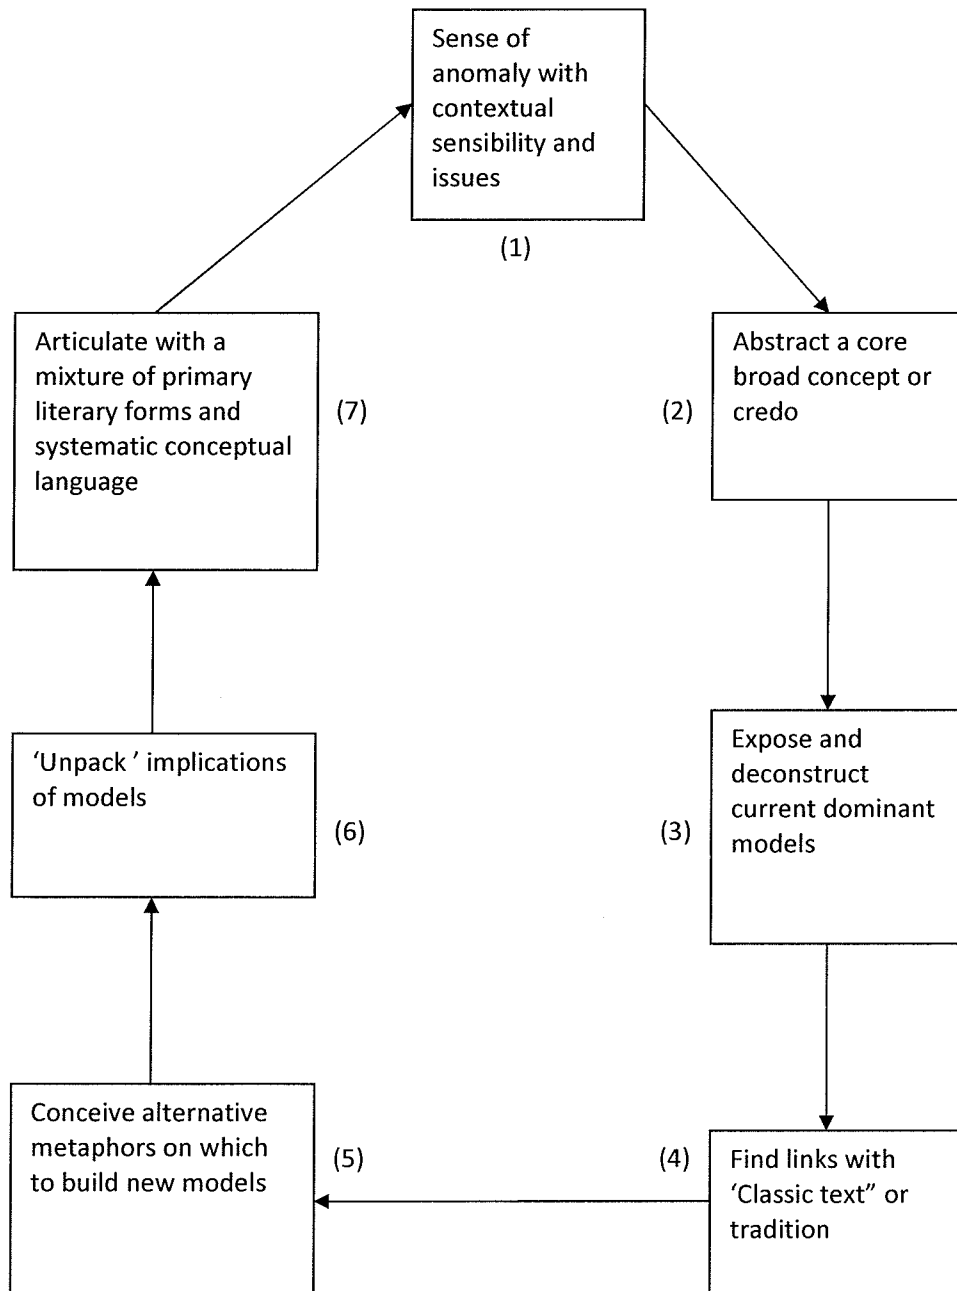 Sense of
anomaly with
contextual
sensibility and
issues
(1)
Abstract a core
broad concept or
credo
(2)
Expose and
deconstruct
current dominant
models
(3)
Find links with
‘Classic text” or
tradition
(4)
Conceive alternative
metaphors on which
to build new models
(5)
‘Unpack ’ implications
of models
(6)
Articulate with a
mixture of primary
literary forms and
systematic conceptual
language
(7)